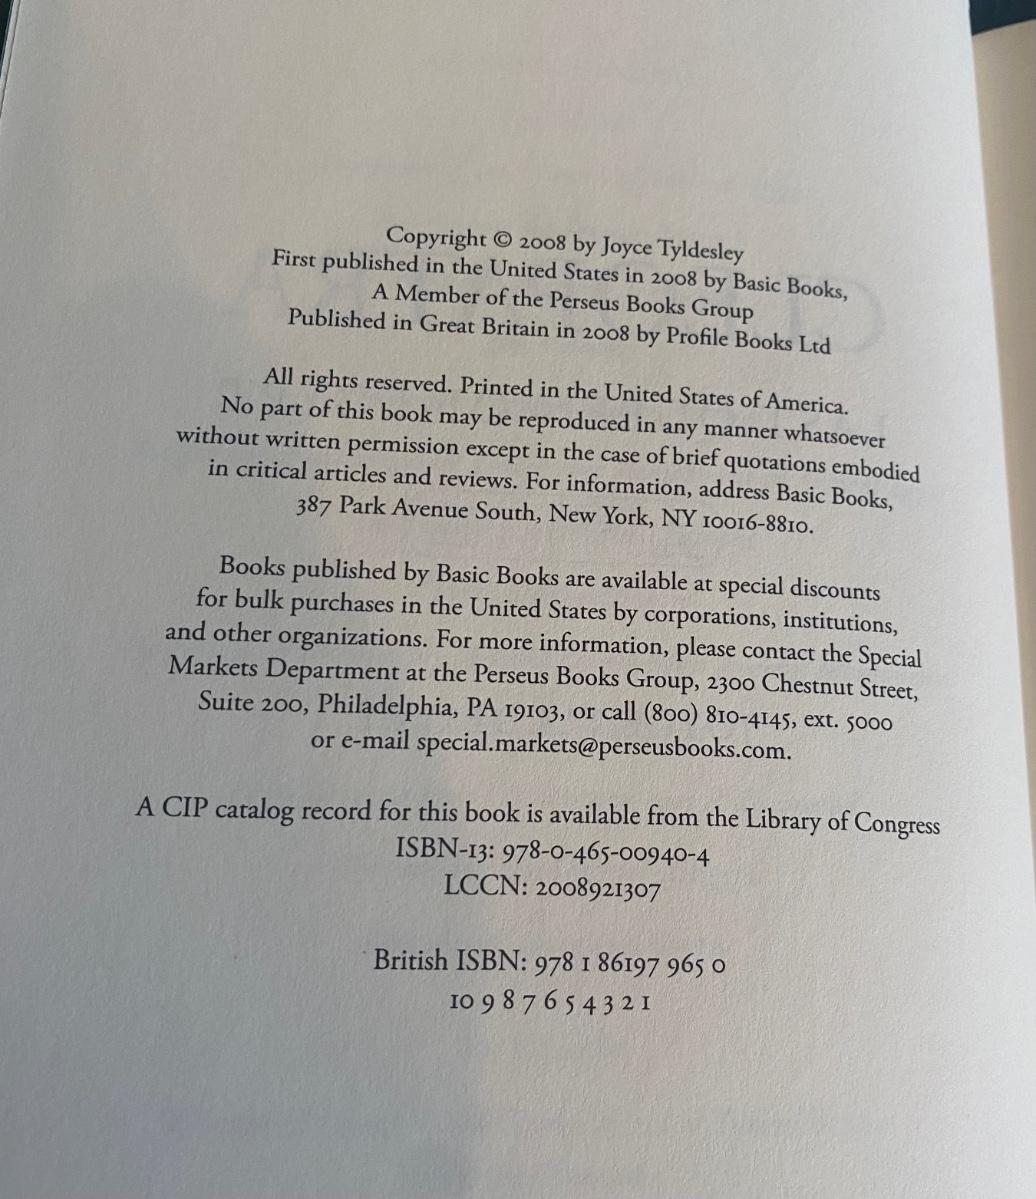 Copyright © 2008 by Joyce Tyldesley
First published in the United States in 2008 by Basic Books,
A Member of the Perseus Books Group
Published in Great Britain in 2008 by Profile Books Ltd
All rights reserved. Printed in the United States of America.
No part of this book may be reproduced in any manner whatsoever
without written permission except in the case of brief quotations embodied
in critical articles and reviews. For information, address Basic Books,
387 Park Avenue South, New York, NY 10016-8810.
Books published by Basic Books are available at special discounts
for bulk purchases in the United States by corporations, institutions,
and other organizations. For more information, please contact the Special
Markets Department at the Perseus Books Group, 2300 Chestnut Street,
Suite 200, Philadelphia, PA 19103, or call (800) 810-4145, ext. 5000
or e-mail special.markets@perseusbooks.com.
A CIP catalog record for this book is available from the Library of Congress
ISBN-13: 978-0-465-00940-4
LCCN: 2008921307
British ISBN: 978 1 86197 965 0
10 9 8 7 6 5 4 3 2 1